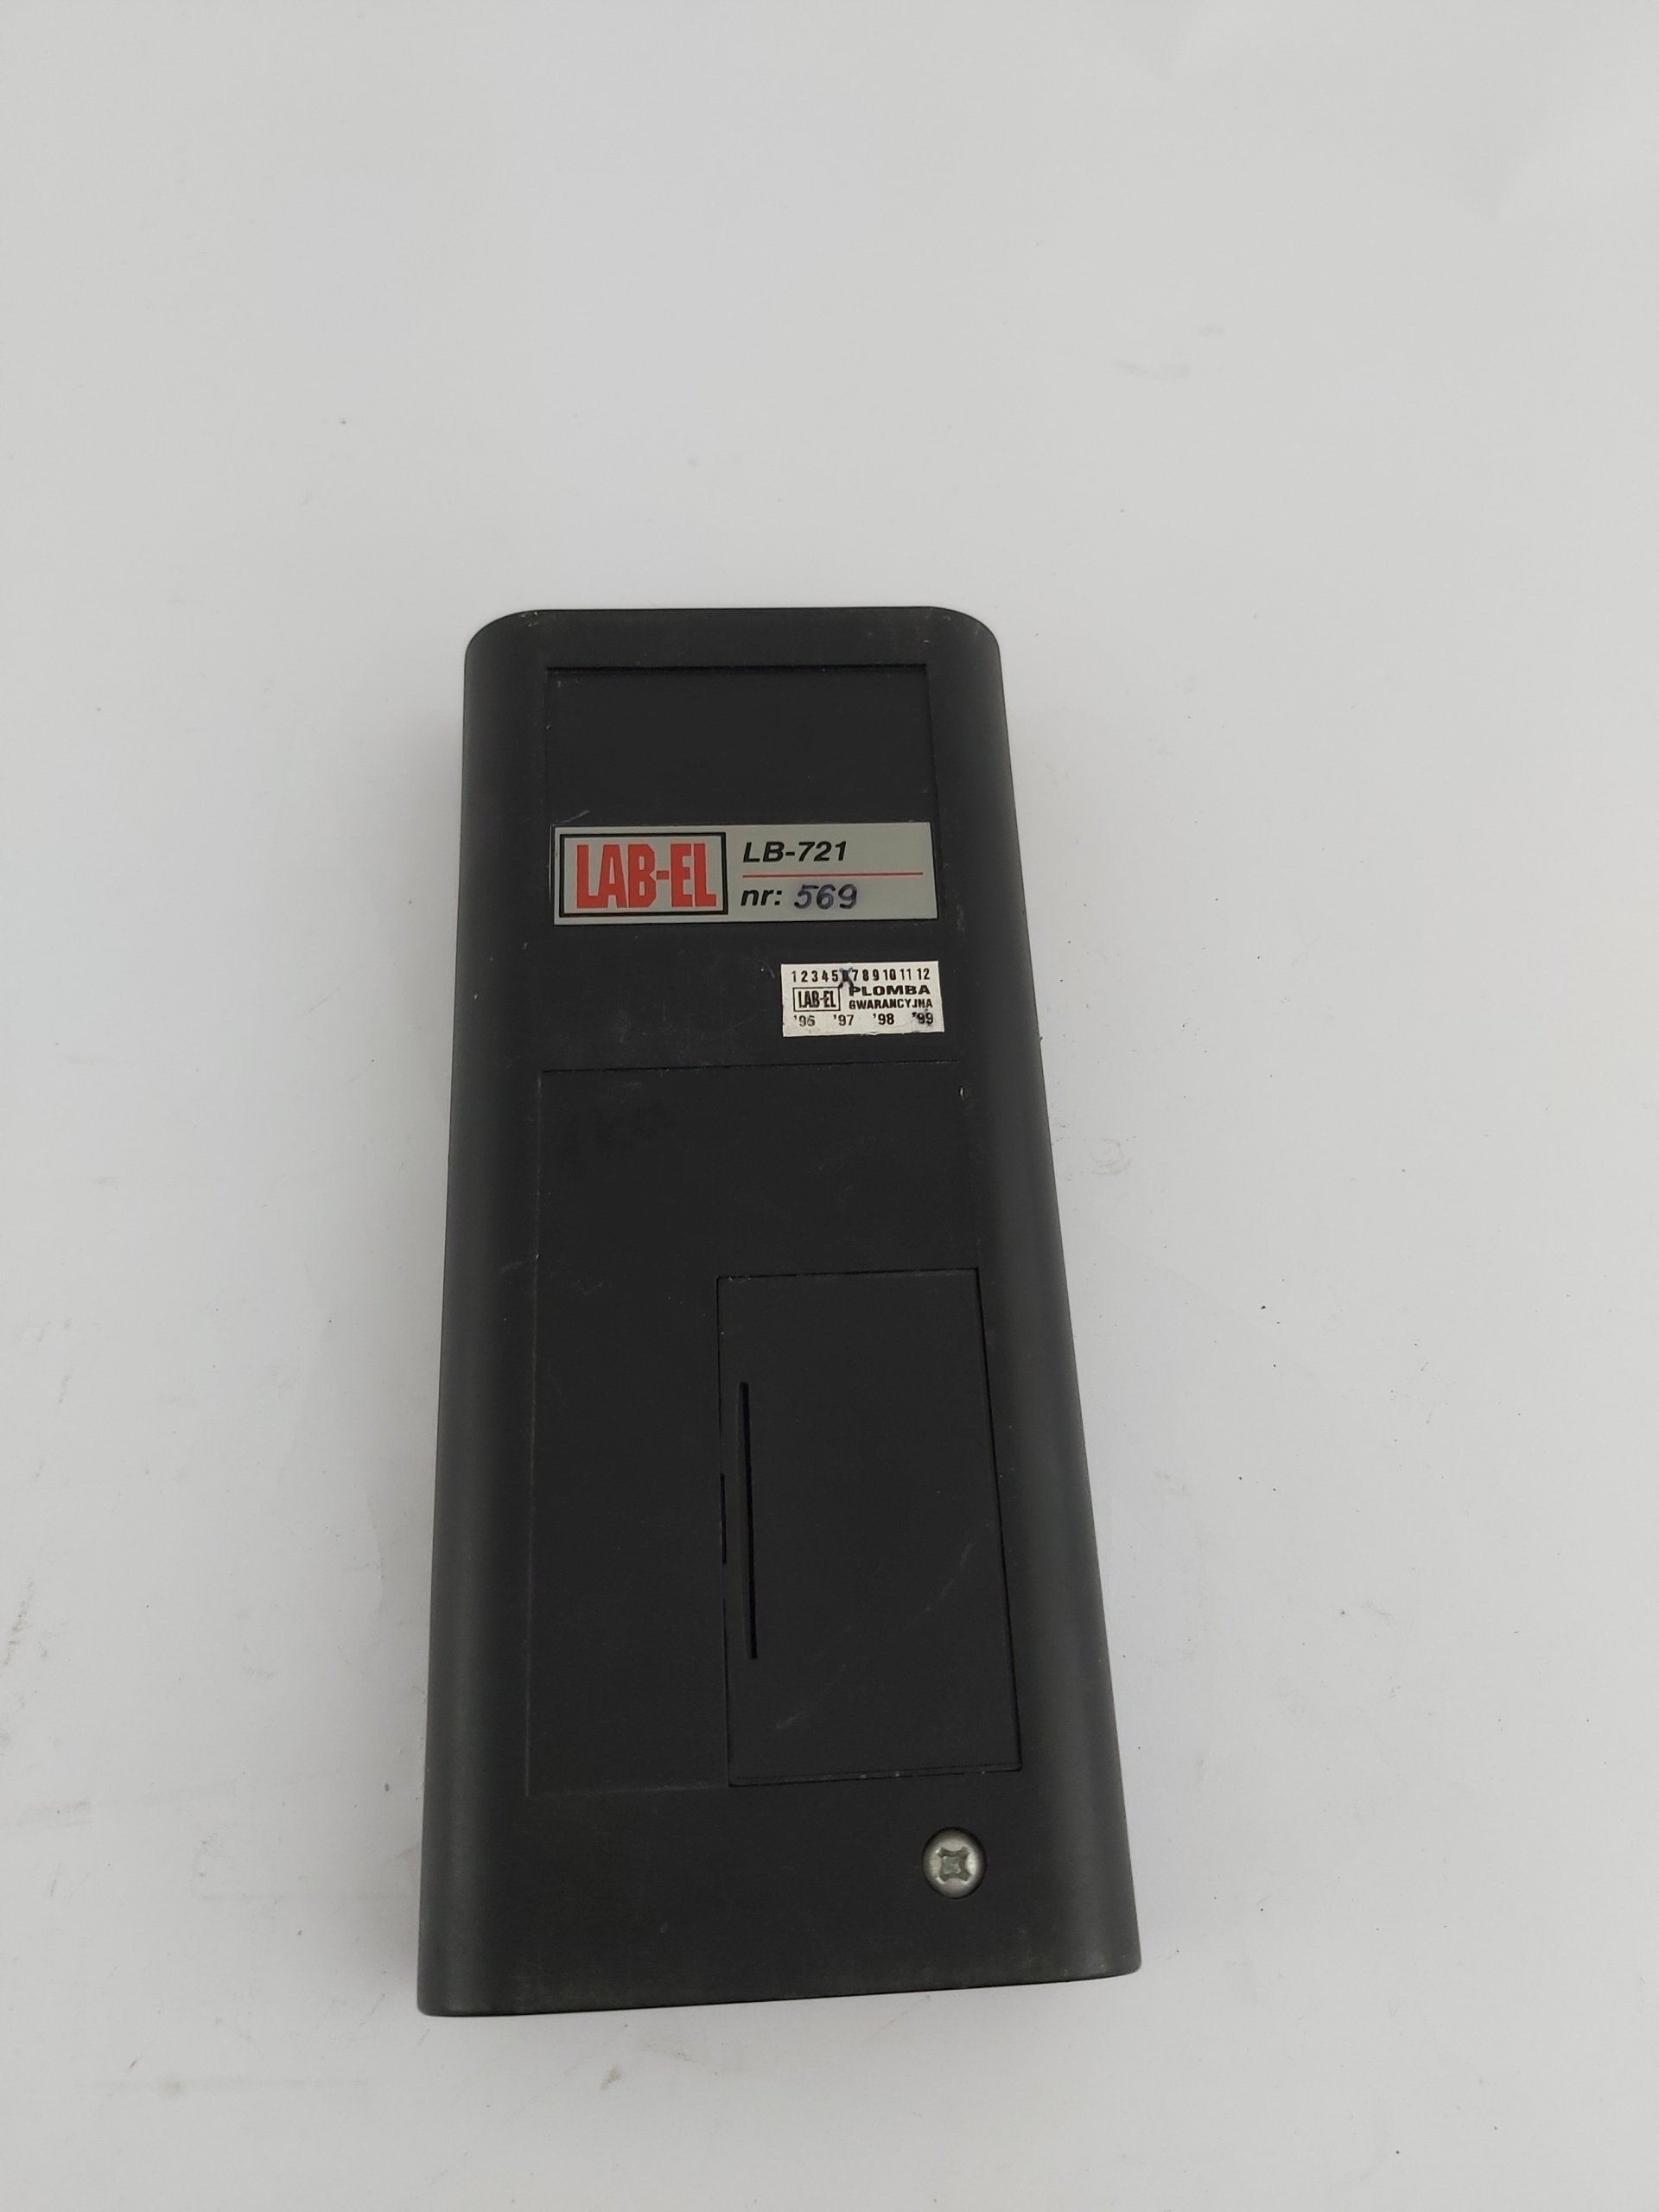 LAB-EL
LB-721
nr: 569
1 2 3 4 5 7 8 9 10 11 12
LAB-EL
PLOMBA
GWARANCYJNA
'96 '97 '98 '99